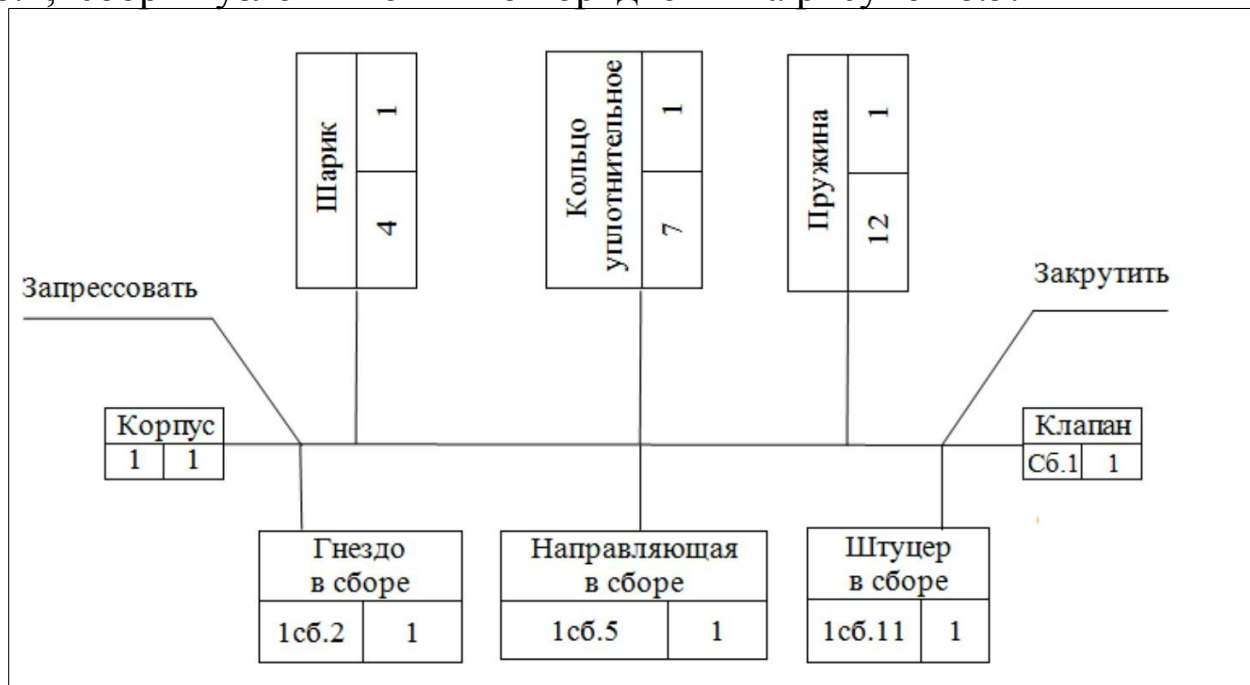 Шарик
4
1
Кольцо
уплотнительное
7
1
Пружина
12
1
Запрессовать
Закрутить
Корпус
1 1
Клапан
Сб.1 1
Гнездо
в сборе
1сб.2 1
Направляющая
в сборе
1сб.5 1
Штуцер
в сборе
1сб.11 1